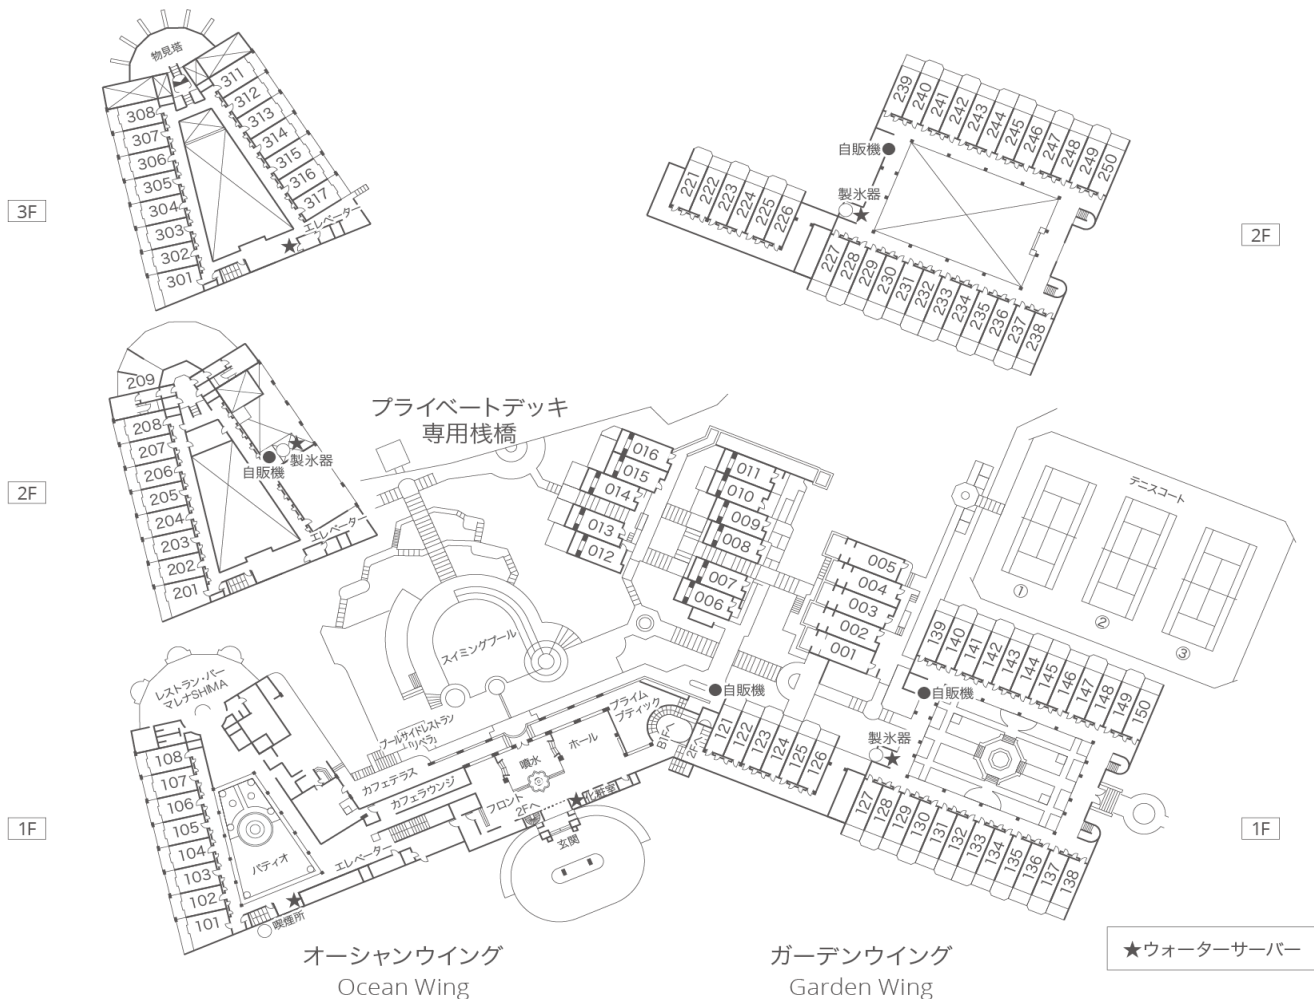 物見塔
311
312
313
314
315
316
317
308
307
306
305
304
303
302
301
エレベーター
3F
239
240
241
242
243
244
245
246
247
248
249
250
自販機
製氷器
221
222
223
224
225
226
227
228
229
230
231
232
233
234
235
236
237
238
2F
209
208
207
206
205
204
203
202
201
自販機
製氷器
エレベーター
2F
プライベートデッキ
専用桟橋
016
015
014
013
012
011
010
009
008
007
006
005
004
003
002
001
テニスコート
①
②
③
スイミングプール
レストラン・バー
マレナSHIMA
プールサイドレストラン
「リベラ」
カフェテラス
カフェラウンジ
噴水
ホール
プライム
ブティック
B1Fへ
2Fへ
フロント
2Fへ
化粧室
玄関
108
107
106
105
104
103
102
101
パティオ
エレベーター
喫煙所
1F
自販機
121
122
123
124
125
126
139
140
141
142
143
144
145
146
147
148
149
150
自販機
製氷器
127
128
129
130
131
132
133
134
135
136
137
138
1F
オーシャンウイング
Ocean Wing
ガーデンウイング
Garden Wing
★ウォーターサーバー